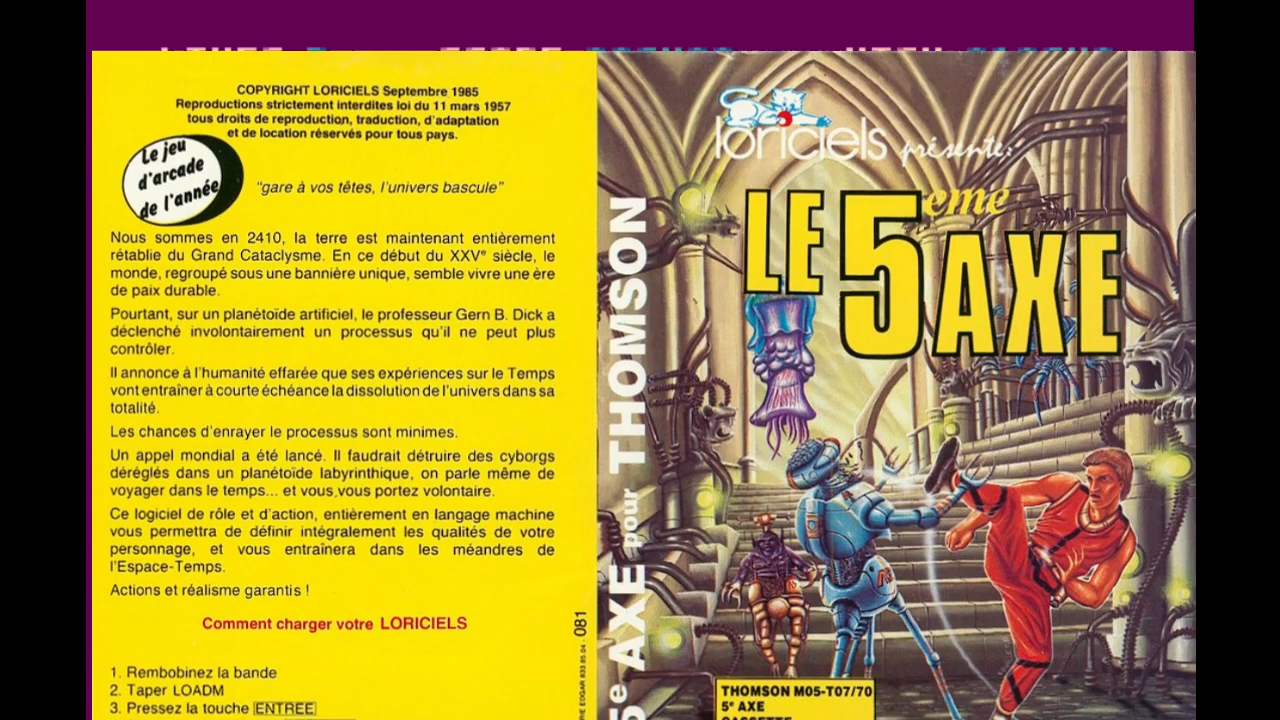 COPYRIGHT LORICIELS Septembre 1985
Reproductions strictement interdites loi du 11 mars 1957
tous droits de reproduction, traduction, d'adaptation
et de location réservés pour tous pays.
Le jeu
d'arcade
de l'année
"gare à vos têtes, l'univers bascule"
Nous sommes en 2410, la terre est maintenant entièrement
rétablie du Grand Cataclysme. En ce début du XXVe siècle, le
monde, regroupé sous une bannière unique, semble vivre une ère
de paix durable.
Pourtant, sur un planétoïde artificiel, le professeur Gern B. Dick a
déclenché involontairement un processus qu'il ne peut plus
contrôler.
Il annonce à l'humanité effarée que ses expériences sur le Temps
vont entraîner à courte échéance la dissolution de l'univers dans sa
totalité.
Les chances d'enrayer le processus sont minimes.
Un appel mondial a été lancé. Il faudrait détruire des cyborgs
déréglés dans un planétoïde labyrinthique, on parle même de
voyager dans le temps... et vous vous portez volontaire.
Ce logiciel de rôle et d'action, entièrement en langage machine
vous permettra de définir intégralement les qualités de votre
personnage, et vous entraînera dans les méandres de
l'Espace-Temps.
Actions et réalisme garantis !
Comment charger votre LORICIELS
1. Rembobinez la bande
2. Taper LOADM
3. Pressez la touche ENTREE
081
5e AXE pour THOMSON
loriciels présente:
LE 5eme AXE
THOMSON M05-T07/70
5e AXE
CASSETTE